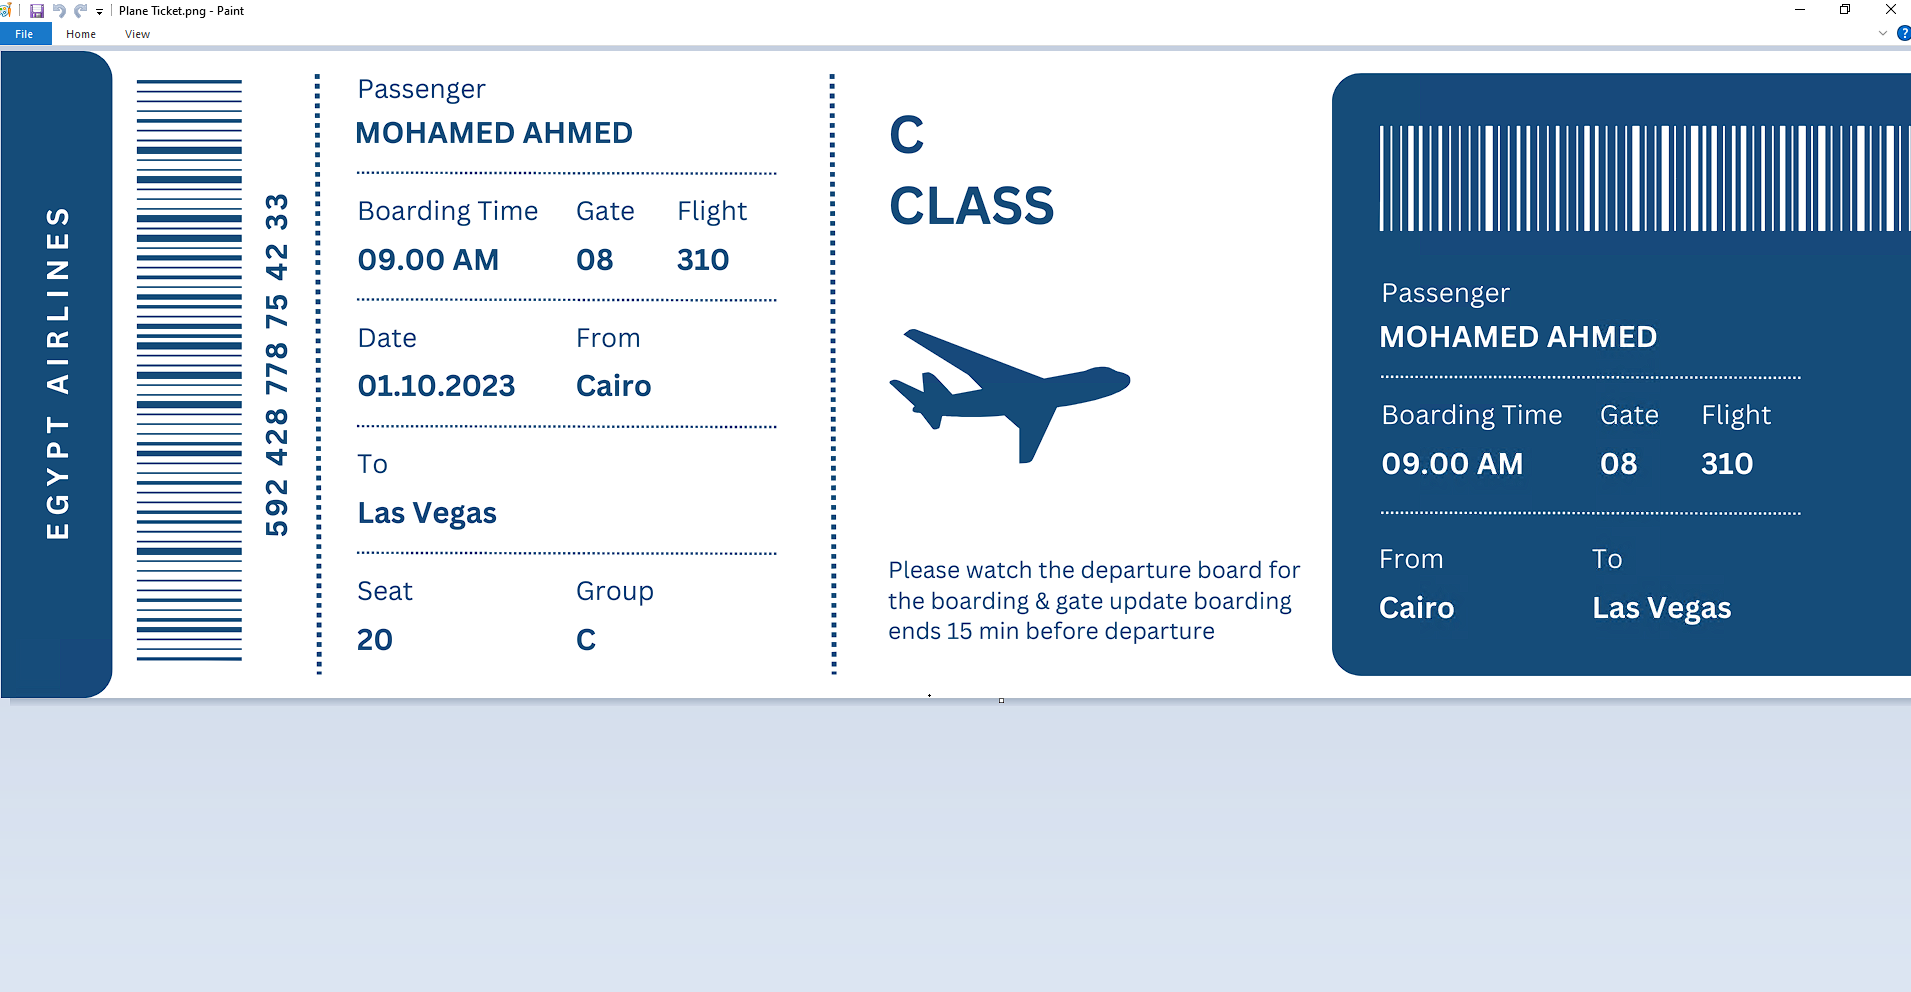 Plane Ticket.png - Paint
File Home View
?
EGYPT AIRLINES
592 428 778 75 42 33
Passenger
MOHAMED AHMED
Boarding Time Gate Flight
09.00 AM 08 310
Date From
01.10.2023 Cairo
To
Las Vegas
Seat Group
20 C
C
CLASS
Please watch the departure board for
the boarding & gate update boarding
ends 15 min before departure
Passenger
MOHAMED AHMED
Boarding Time Gate Flight
09.00 AM 08 310
From To
Cairo Las Vegas